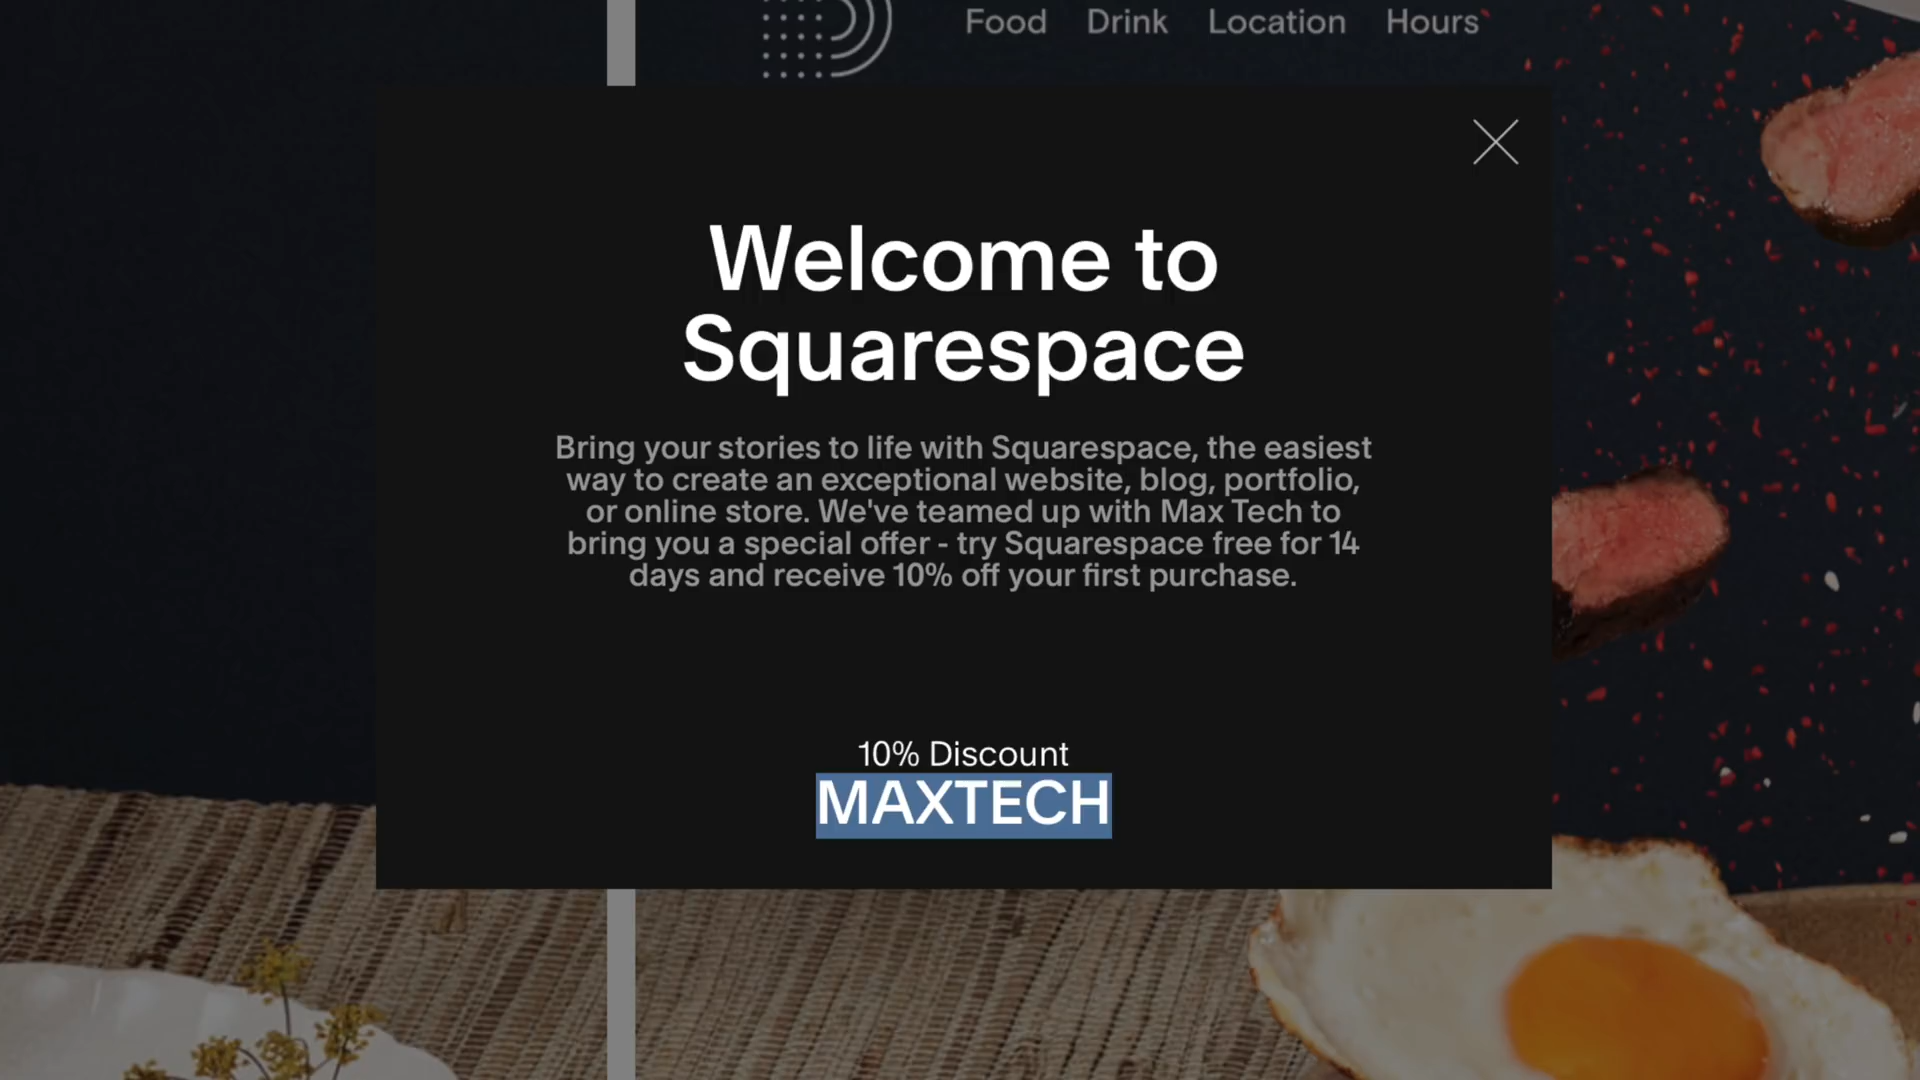 Food Drink Location Hours
Welcome to
Squarespace
Bring your stories to life with Squarespace, the easiest
way to create an exceptional website, blog, portfolio,
or online store. We've teamed up with Max Tech to
bring you a special offer - try Squarespace free for 14
days and receive 10% off your first purchase.
10% Discount
MAXTECH